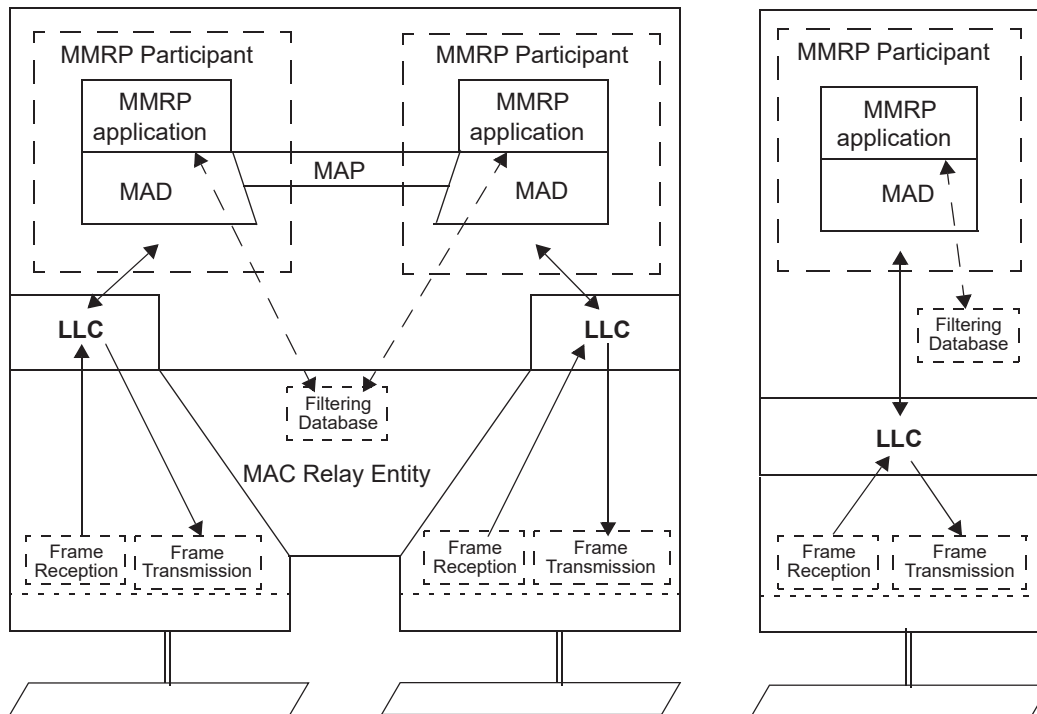 MMRP Participant
MMRP
application
MAD
MAP
MMRP Participant
MMRP
application
MAD
LLC
LLC
Filtering
Database
MAC Relay Entity
Frame
Reception
Frame
Transmission
Frame
Reception
Frame
Transmission
MMRP Participant
MMRP
application
MAD
Filtering
Database
LLC
Frame
Reception
Frame
Transmission